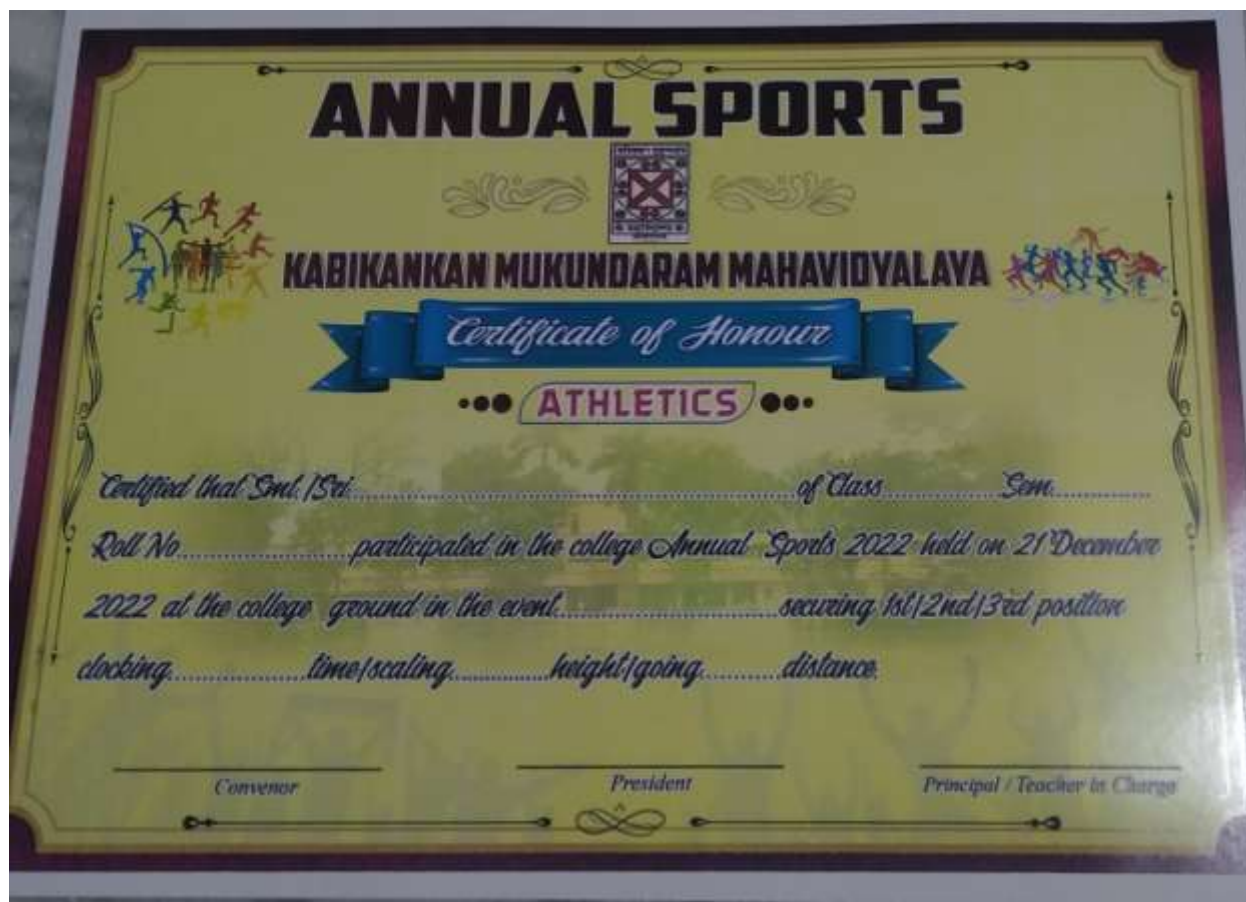 ANNUAL SPORTS
KABIKANKAN MUKUNDARAM MAHAVIDYALAYA
Certificate of Honour
ATHLETICS
Certified that Smt./Sri.......................................................of Class...............Sem...............
Roll No........................participated in the college Annual Sports 2022 held on 21st December
2022 at the college ground in the event...............................securing 1st/2nd/3rd position
clocking.....................time/scaling...............height/going...............distance.
Convenor
President
Principal / Teacher in Charge